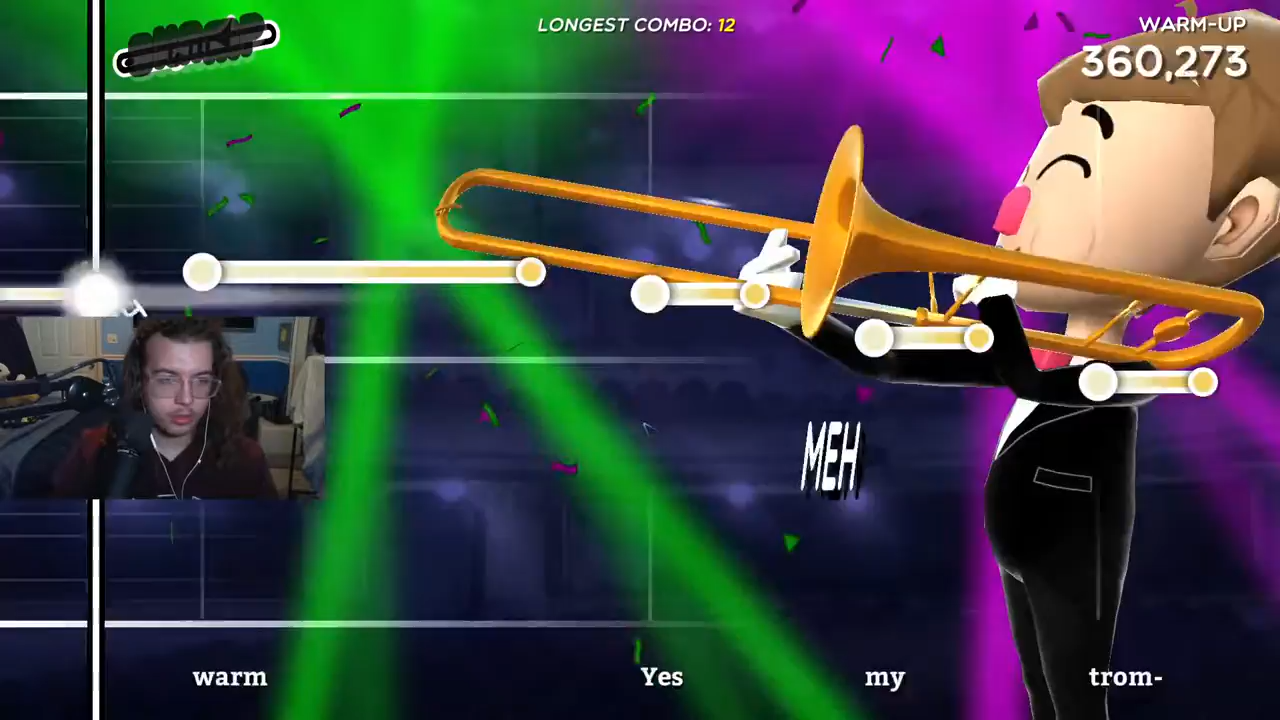 LONGEST COMBO: 12
WARM-UP
360,273
MEH
warm Yes my trom-